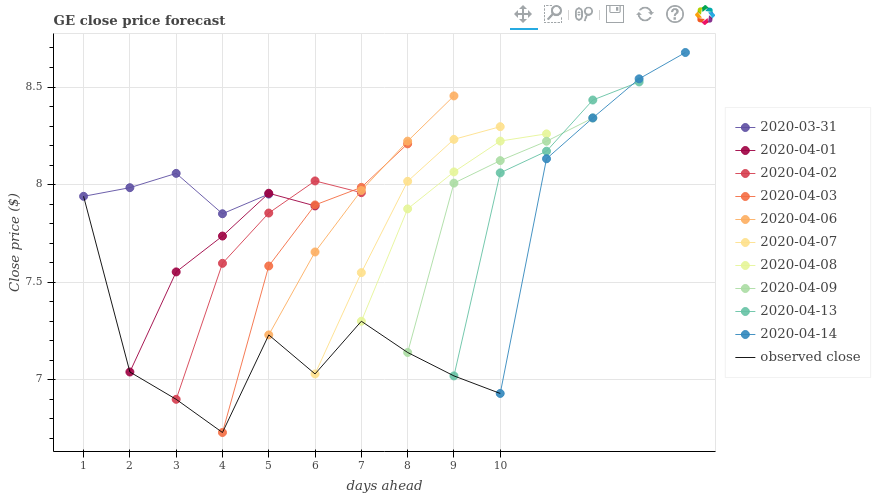 GE close price forecast
8.5
8
7.5
7
Close price ($)
1 2 3 4 5 6 7 8 9 10
days ahead
2020-03-31
2020-04-01
2020-04-02
2020-04-03
2020-04-06
2020-04-07
2020-04-08
2020-04-09
2020-04-13
2020-04-14
observed close